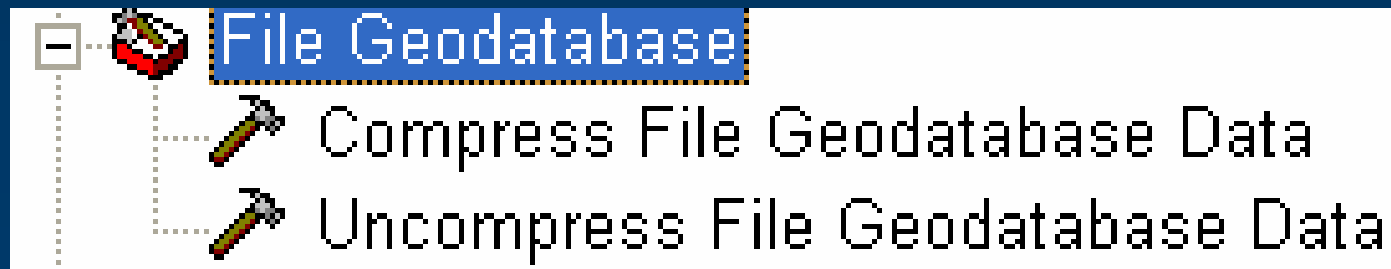 File Geodatabase
Compress File Geodatabase Data
Uncompress File Geodatabase Data